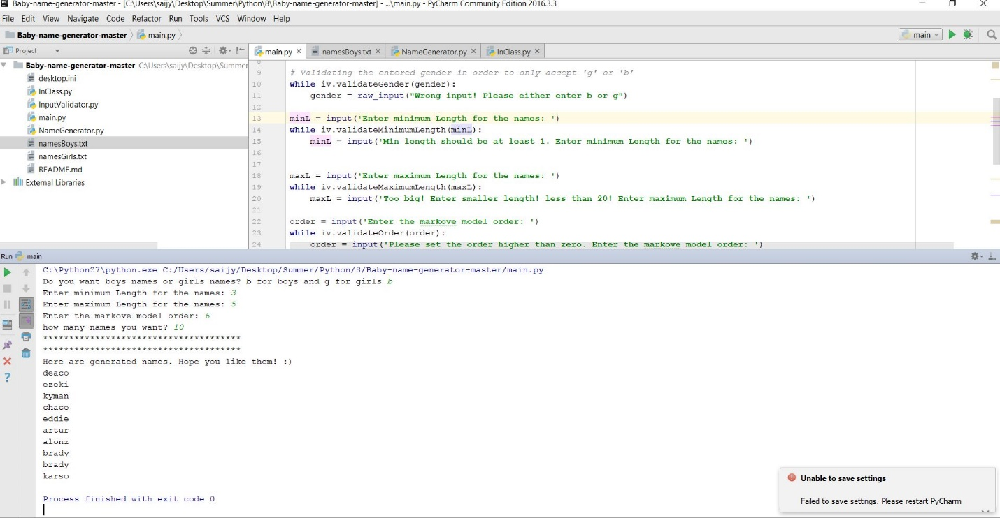 Baby-name-generator-master - [C:\Users\saijy\Desktop\Summer\Python\8\Baby-name-generator-master] - ...\main.py - PyCharm Community Edition 2016.3.3
File Edit View Navigate Code Refactor Run Tools VCS Window Help
Baby-name-generator-master main.py
main
Project
main.py namesBoys.txt NameGenerator.py InClass.py
Baby-name-generator-master C:\Users\saijy\Desktop\Summer
desktop.ini
InClass.py
InputValidator.py
main.py
NameGenerator.py
namesBoys.txt
namesGirls.txt
README.md
External Libraries
8
9 # Validating the entered gender in order to only accept 'g' or 'b'
10 while iv.validateGender(gender):
11 gender = raw_input("Wrong input! Please either enter b or g")
12
13 minL = input('Enter minimum Length for the names: ')
14 while iv.validateMinimumLength(minL):
15 minL = input('Min length should be at least 1. Enter minimum Length for the names: ')
16
17
18 maxL = input('Enter maximum Length for the names: ')
19 while iv.validateMaximumLength(maxL):
20 maxL = input('Too big! Enter smaller length! less than 20! Enter maximum Length for the names: ')
21
22 order = input('Enter the markove model order: ')
23 while iv.validateOrder(order):
24 order = input('Please set the order higher than zero. Enter the markove model order: ')
Run main
C:\Python27\python.exe C:/Users/saijy/Desktop/Summer/Python/8/Baby-name-generator-master/main.py
Do you want boys names or girls names? b for boys and g for girls b
Enter minimum Length for the names: 3
Enter maximum Length for the names: 5
Enter the markove model order: 6
how many names you want? 10
**************************************
**************************************
Here are generated names. Hope you like them! :)
deaco
ezeki
kyman
chace
eddie
artur
alonz
brady
brady
karso
Process finished with exit code 0
Unable to save settings
Failed to save settings. Please restart PyCharm